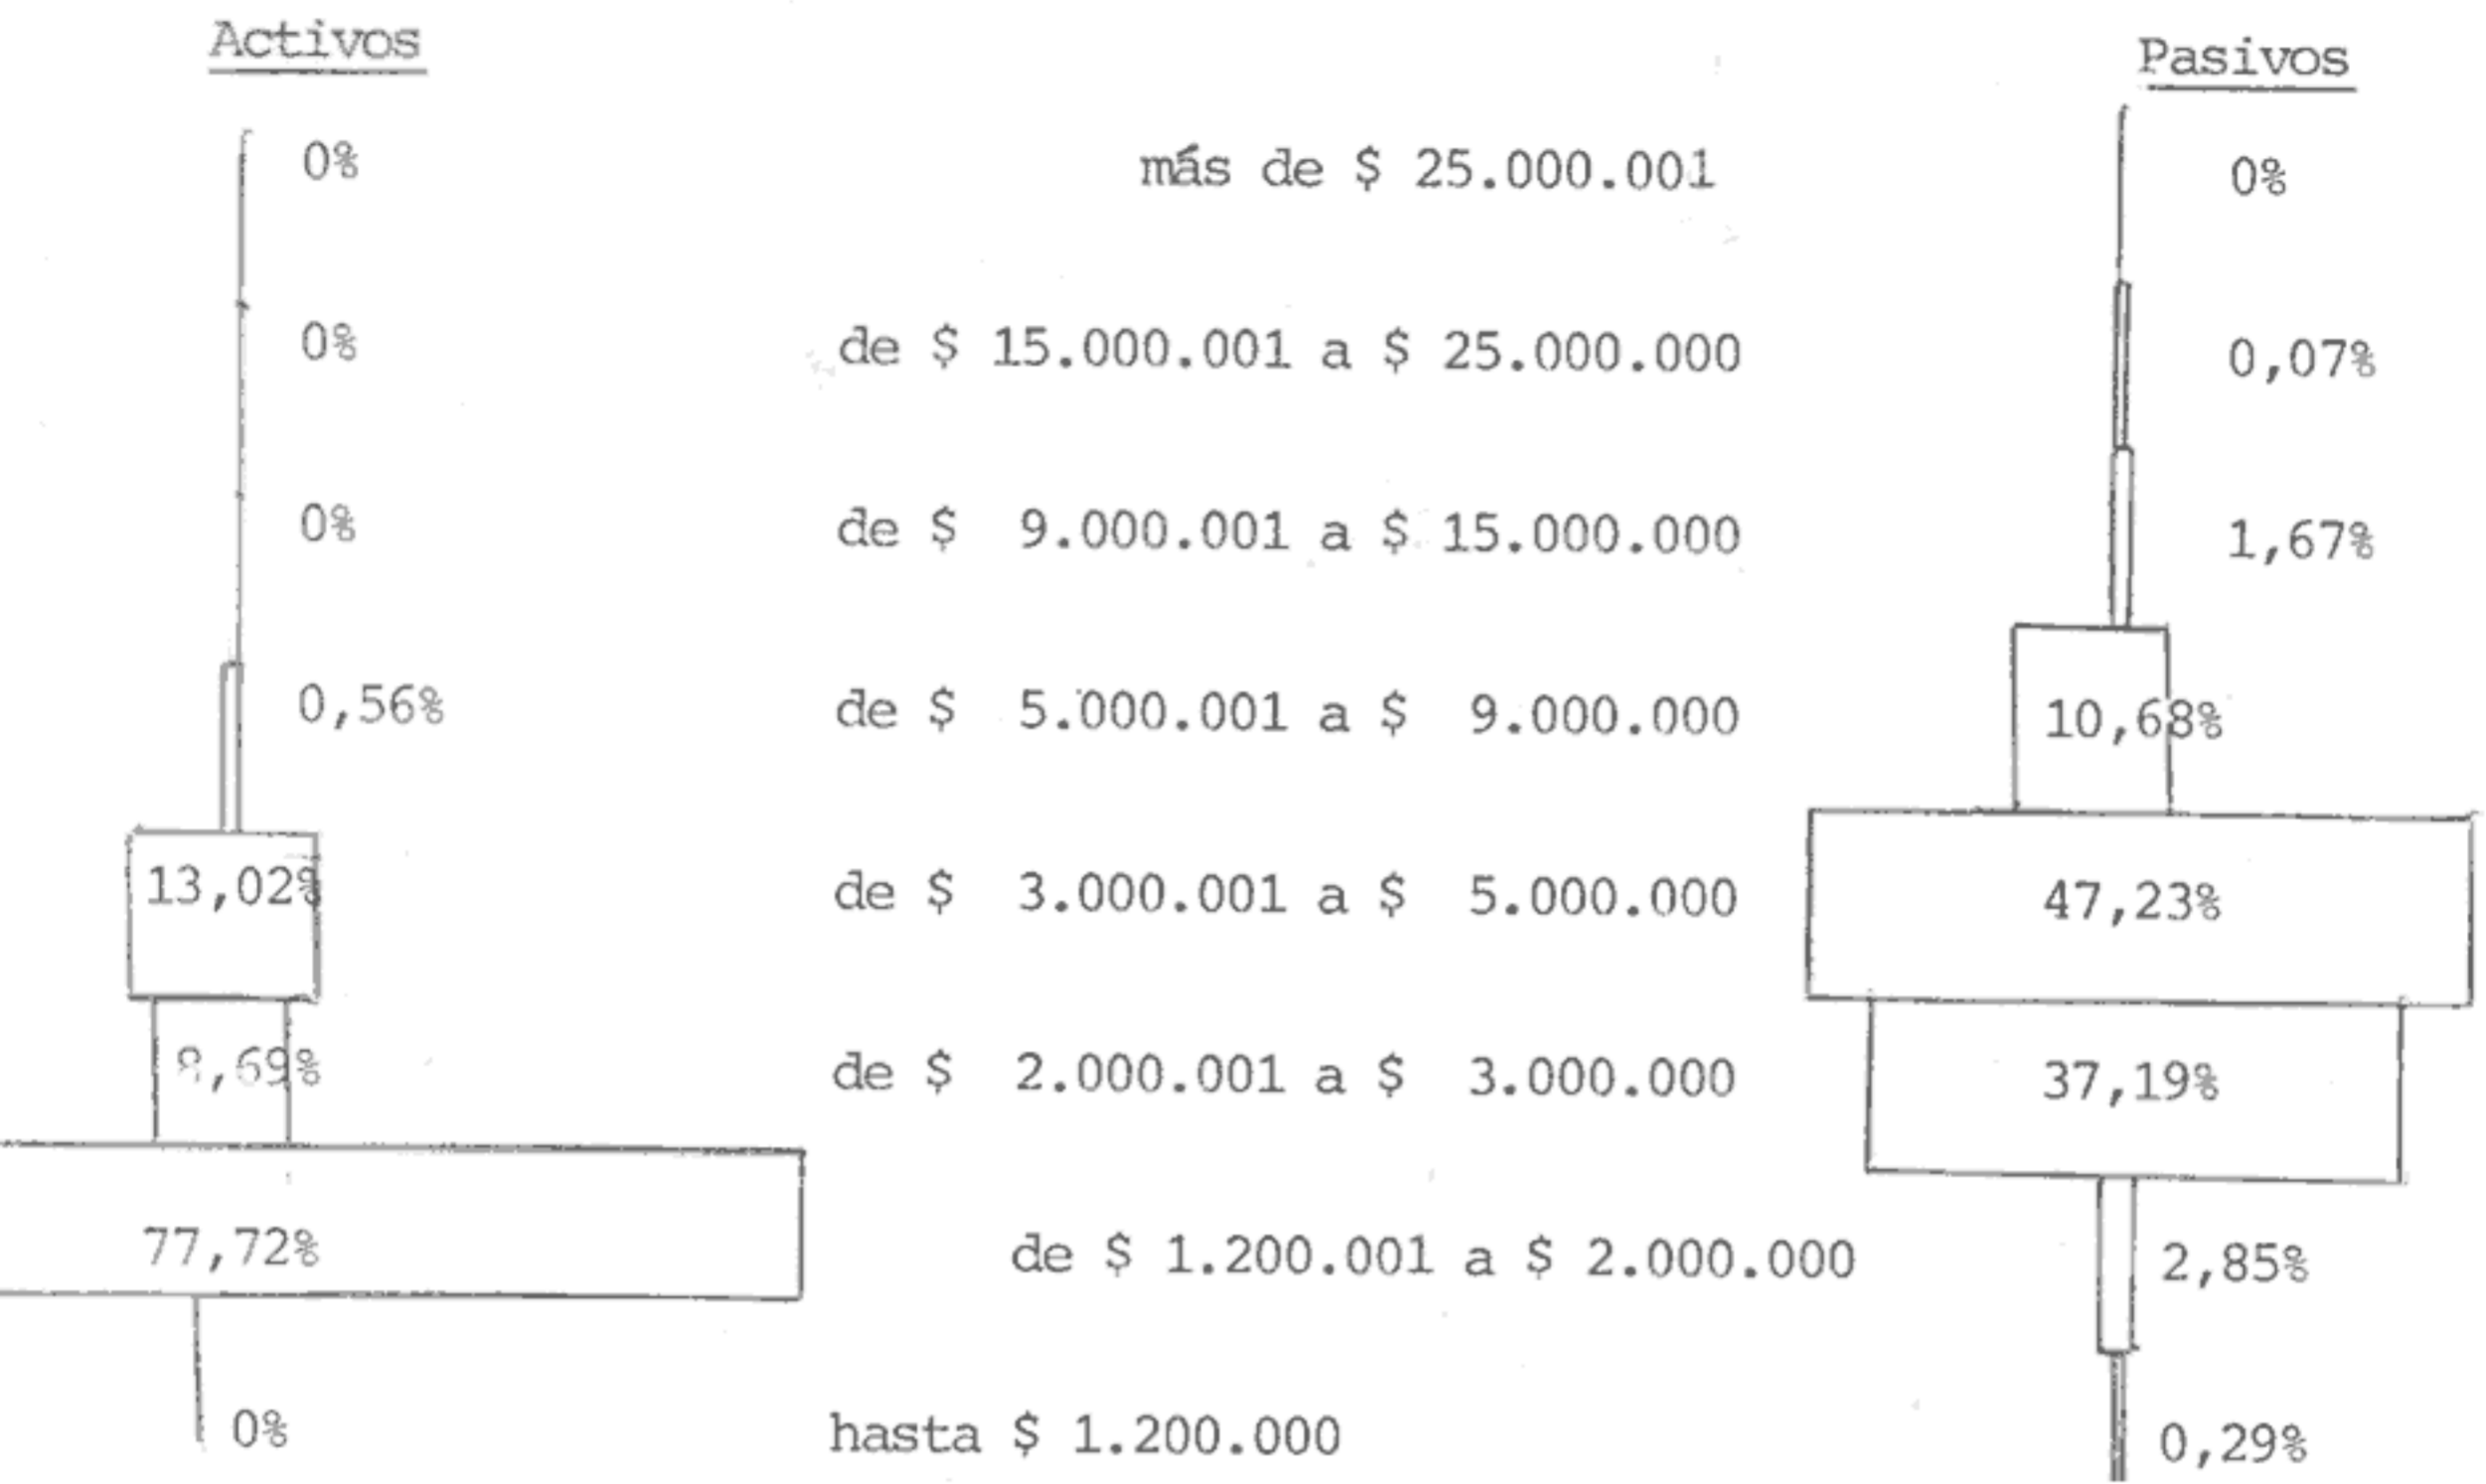 Activos Pasivos
0% más de $ 25.000.001 0%
0% de $ 15.000.001 a $ 25.000.000 0,07%
0% de $ 9.000.001 a $ 15.000.000 1,67%
0,56% de $ 5.000.001 a $ 9.000.000 10,68%
13,02% de $ 3.000.001 a $ 5.000.000 47,23%
8,69% de $ 2.000.001 a $ 3.000.000 37,19%
77,72% de $ 1.200.001 a $ 2.000.000 2,85%
0% hasta $ 1.200.000 0,29%